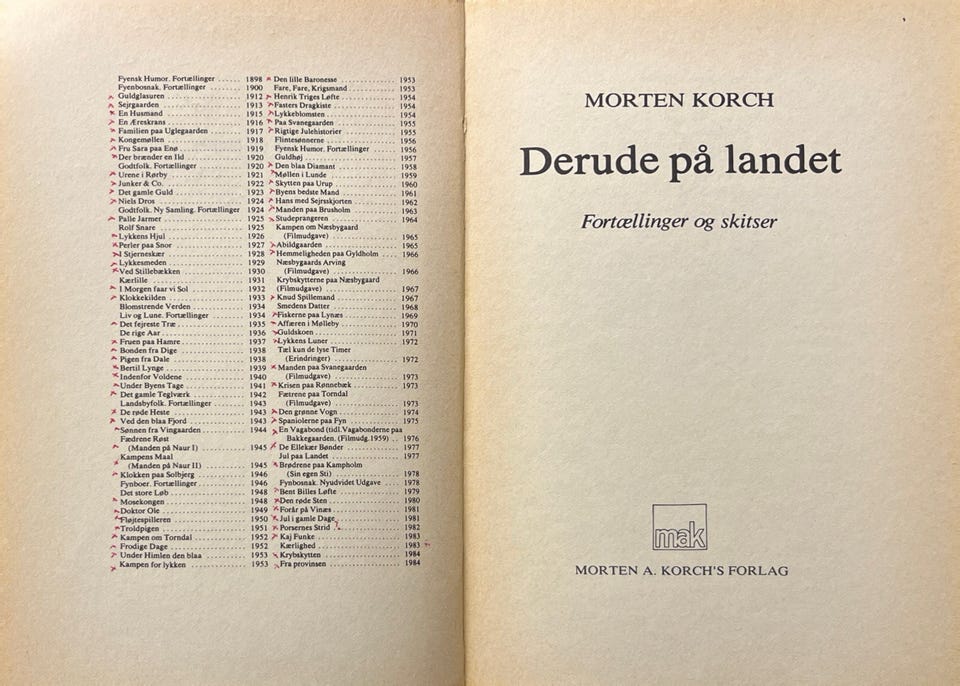 Fyensk Humor. Fortællinger ...... 1898
Fyenbosnak. Fortællinger ........ 1900
Guldglasuren .................... 1912
Sejrgaarden ..................... 1913
En Husmand ...................... 1915
En Æreskrans .................... 1916
Familien paa Uglegaarden ........ 1917
Kongemøllen ..................... 1918
Fru Sara paa Enø ................ 1919
Der brænder en Ild .............. 1920
Godtfolk. Fortællinger .......... 1920
Urene i Rørby ................... 1921
Junker & Co. .................... 1922
Det gamle Guld .................. 1923
Niels Dros ...................... 1924
Godtfolk. Ny Samling. Fortællinger 1924
Palle Jarmer .................... 1925
Rolf Snare ...................... 1925
Lykkens Hjul .................... 1926
Perler paa Snor ................. 1927
I Stjerneskær ................... 1928
Lykkesmeden ..................... 1929
Ved Stillebækken ................ 1930
Kærlille ........................ 1931
I Morgen faar vi Sol ............ 1932
Klokkekilden .................... 1933
Blomstrende Verden .............. 1934
Liv og Lune. Fortællinger ....... 1934
Det fejreste Træ ................ 1935
De rige Aar ..................... 1936
Fruen paa Hamre ................. 1937
Bonden fra Dige ................. 1938
Pigen fra Dale .................. 1938
Bertil Lynge .................... 1939
Indenfor Voldene ................ 1940
Under Byens Tage ................ 1941
Det gamle Teglværk .............. 1942
Landsbyfolk. Fortællinger ....... 1943
De røde Heste ................... 1943
Ved den blaa Fjord .............. 1943
Sønnen fra Vingaarden ........... 1944
Fædrene Røst
(Manden på Naur I) .............. 1945
Kampens Maal
(Manden på Naur II) ............. 1945
Klokken paa Solbjerg ............ 1946
Fynboer. Fortællinger ........... 1946
Det store Løb ................... 1948
Mosekongen ...................... 1948
Doktor Ole ...................... 1949
Fløjtespilleren ................. 1950
Troldpigen ...................... 1951
Kampen om Torndal ............... 1952
Frodige Dage .................... 1952
Under Himlen den blaa ........... 1953
Kampen for lykken ............... 1953
Den lille Baronesse ............. 1953
Fare, Fare, Krigsmand ........... 1953
Henrik Triges Løfte ............. 1954
Fasters Dragkiste ............... 1954
Lykkeblomsten ................... 1954
Paa Svanegaarden ................ 1955
Rigtige Julehistorier ........... 1955
Flintesønnerne .................. 1956
Fyensk Humor. Fortællinger ...... 1956
Guldhøj ......................... 1957
Den blaa Diamant ................ 1958
Møllen i Lunde .................. 1959
Skytten paa Urup ................ 1960
Byens bedste Mand ............... 1961
Hans med Sejrsskjorten .......... 1962
Manden paa Brusholm ............. 1963
Studeprangeren .................. 1964
Kampen om Næsbygaard
(Filmudgave) .................... 1965
Abildgaarden .................... 1965
Hemmeligheden paa Gyldholm ...... 1966
Næsbygaards Arving
(Filmudgave) .................... 1966
Krybskytterne paa Næsbygaard
(Filmudgave) .................... 1967
Knud Spillemand ................. 1967
Smedens Datter .................. 1968
Fiskerne paa Lynæs .............. 1969
Affæren i Mølleby ............... 1970
Guldskoen ....................... 1971
Lykkens Luner ................... 1972
Tæl kun de lyse Timer
(Erindringer) ................... 1972
Manden paa Svanegaarden
(Filmudgave) .................... 1973
Krisen paa Rønnebæk ............. 1973
Fætrene paa Torndal
(Filmudgave) .................... 1973
Den grønne Vogn ................. 1974
Spaniolerne paa Fyn ............. 1975
En Vagabond (tidl.Vagabonderne paa
Bakkegaarden. (Filmudg.1959) .. 1976
De Ellekær Bønder ............... 1977
Jul paa Landet .................. 1977
Brødrene paa Kampholm
(Sin egen Sti) .................. 1978
Fynbosnak. Nyudvidet Udgave ..... 1978
Bent Billes Løfte ............... 1979
Den røde Sten ................... 1980
Forår på Vinæs .................. 1981
Jul i gamle Dage ................ 1981
Porsernes Strid ................. 1982
Kaj Funke ....................... 1983
Kærlighed ....................... 1983
Krybskytten ..................... 1984
Fra provinsen ................... 1984
MORTEN KORCH
Derude på landet
Fortællinger og skitser
mak
MORTEN A. KORCH'S FORLAG